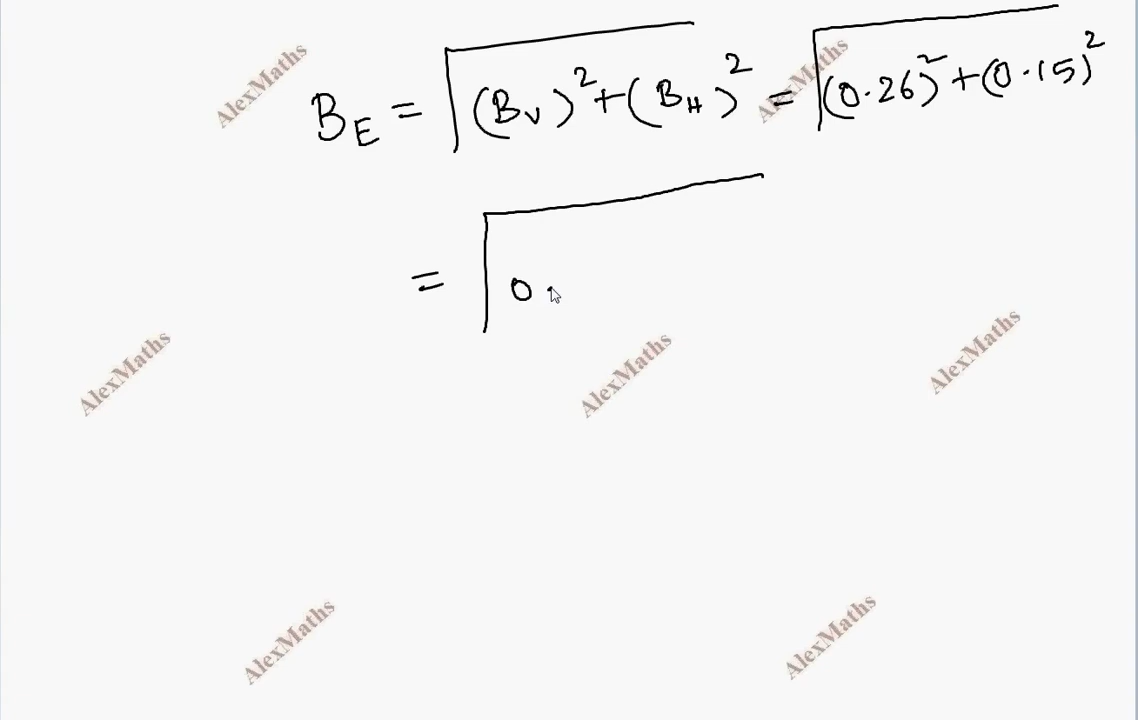 B_E = √(B_V)² + (B_H)² = √(0.26)² + (0.15)²
= √0.
AlexMaths
AlexMaths
AlexMaths
AlexMaths
AlexMaths
AlexMaths
AlexMaths